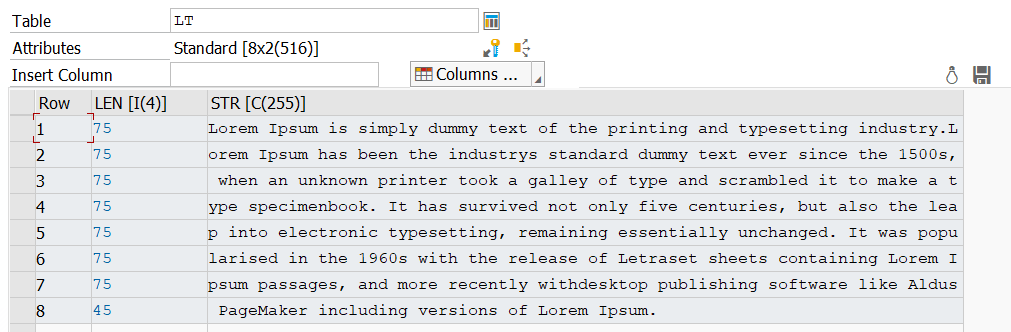 Table LT
Attributes Standard [8x2(516)]
Insert Column Columns ...
Row LEN [I(4)] STR [C(255)]
1 75 Lorem Ipsum is simply dummy text of the printing and typesetting industry.L
2 75 orem Ipsum has been the industrys standard dummy text ever since the 1500s,
3 75  when an unknown printer took a galley of type and scrambled it to make a t
4 75 ype specimenbook. It has survived not only five centuries, but also the lea
5 75 p into electronic typesetting, remaining essentially unchanged. It was popu
6 75 larised in the 1960s with the release of Letraset sheets containing Lorem I
7 75 psum passages, and more recently withdesktop publishing software like Aldus
8 45  PageMaker including versions of Lorem Ipsum.